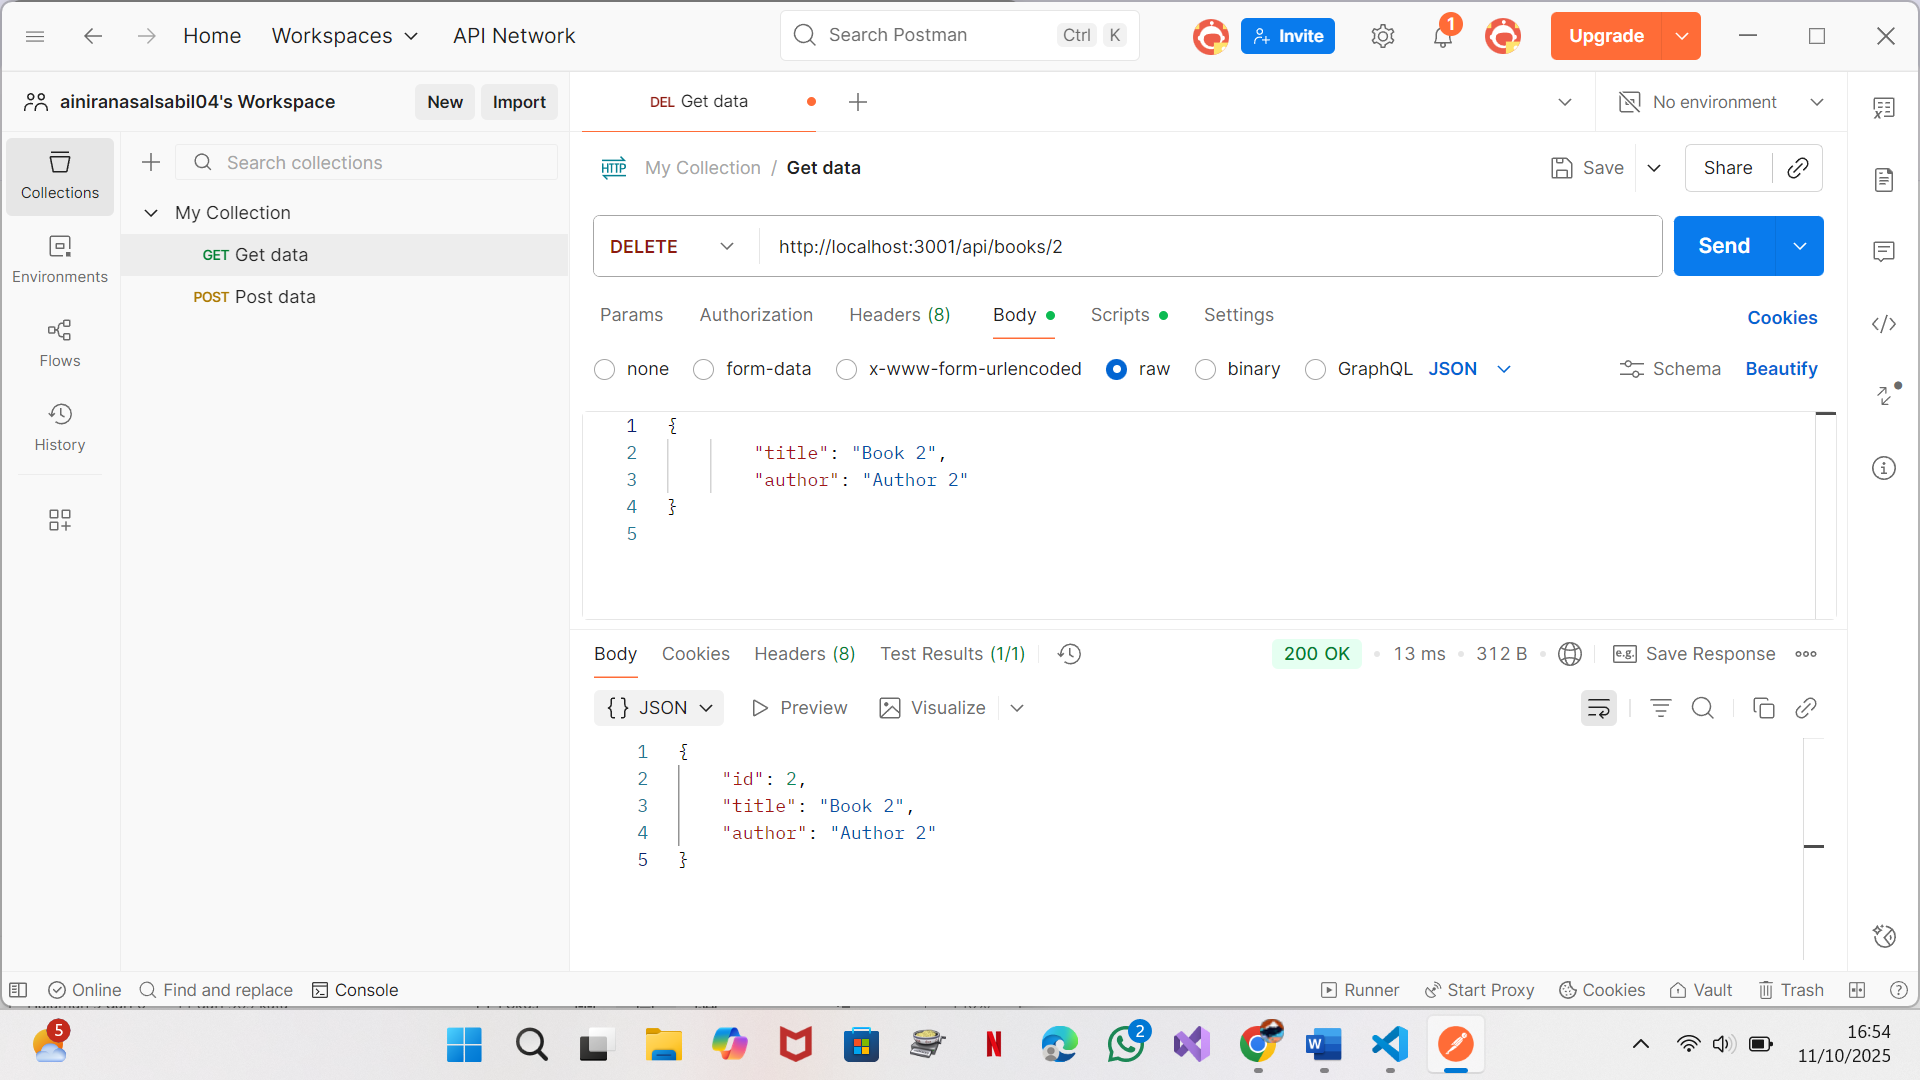 Home
Workspaces
API Network
Search Postman
Ctrl K
Invite
1
Upgrade
ainiranasalsabil04's Workspace
New
Import
DEL Get data
No environment
Collections
Search collections
HTTP My Collection / Get data
Save
Share
My Collection
GET Get data
POST Post data
Environments
Flows
History
DELETE
http://localhost:3001/api/books/2
Send
Params
Authorization
Headers (8)
Body
Scripts
Settings
Cookies
none
form-data
x-www-form-urlencoded
raw
binary
GraphQL
JSON
Schema
Beautify
1 {
2 "title": "Book 2",
3 "author": "Author 2"
4 }
5
Body
Cookies
Headers (8)
Test Results (1/1)
200 OK
13 ms
312 B
e.g. Save Response
{} JSON
Preview
Visualize
1 {
2 "id": 2,
3 "title": "Book 2",
4 "author": "Author 2"
5 }
Online
Find and replace
Console
Runner
Start Proxy
Cookies
Vault
Trash
5
N
2
W
16:54
11/10/2025